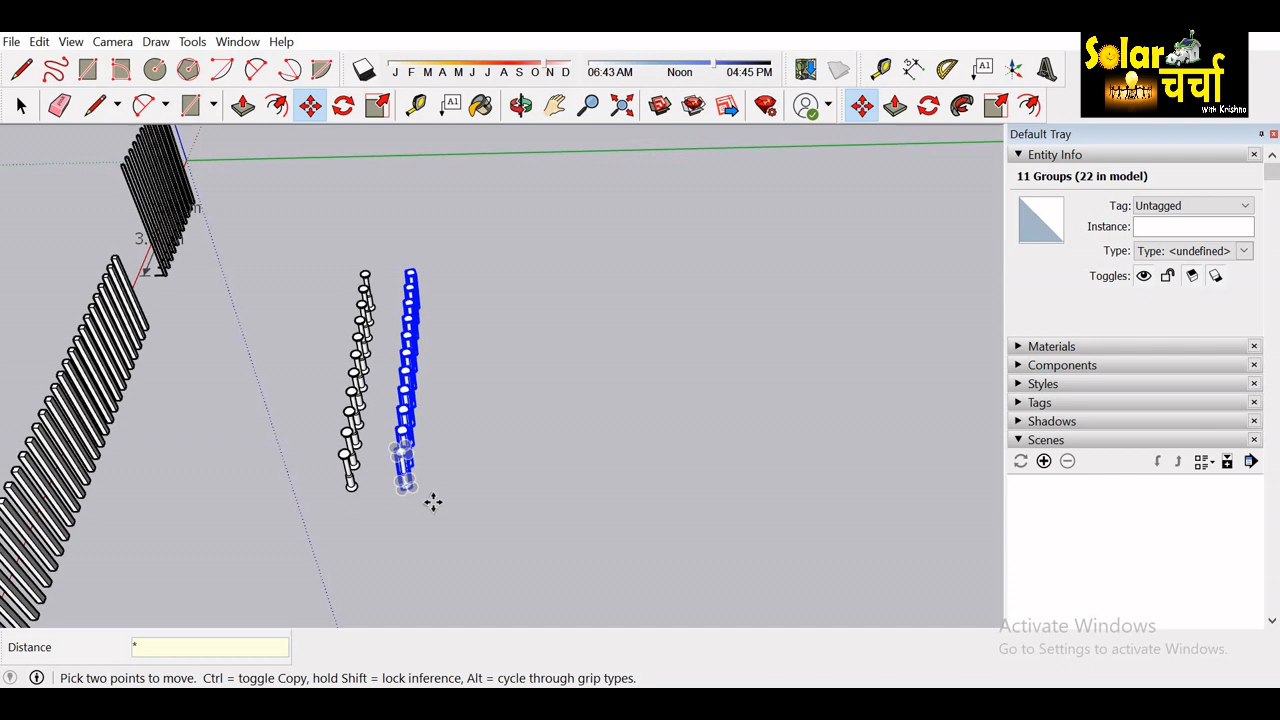 File Edit View Camera Draw Tools Window Help
Solar
चर्चा
With Krishna
J F M A M J J A S O N D
06:43 AM Noon 04:45 PM
A1
A1
Default Tray
Entity Info
11 Groups (22 in model)
Tag: Untagged
Instance:
Type: Type: <undefined>
Toggles:
Materials
Components
Styles
Tags
Shadows
Scenes
Activate Windows
Go to Settings to activate Windows.
Distance *
Pick two points to move. Ctrl = toggle Copy, hold Shift = lock inference, Alt = cycle through grip types.